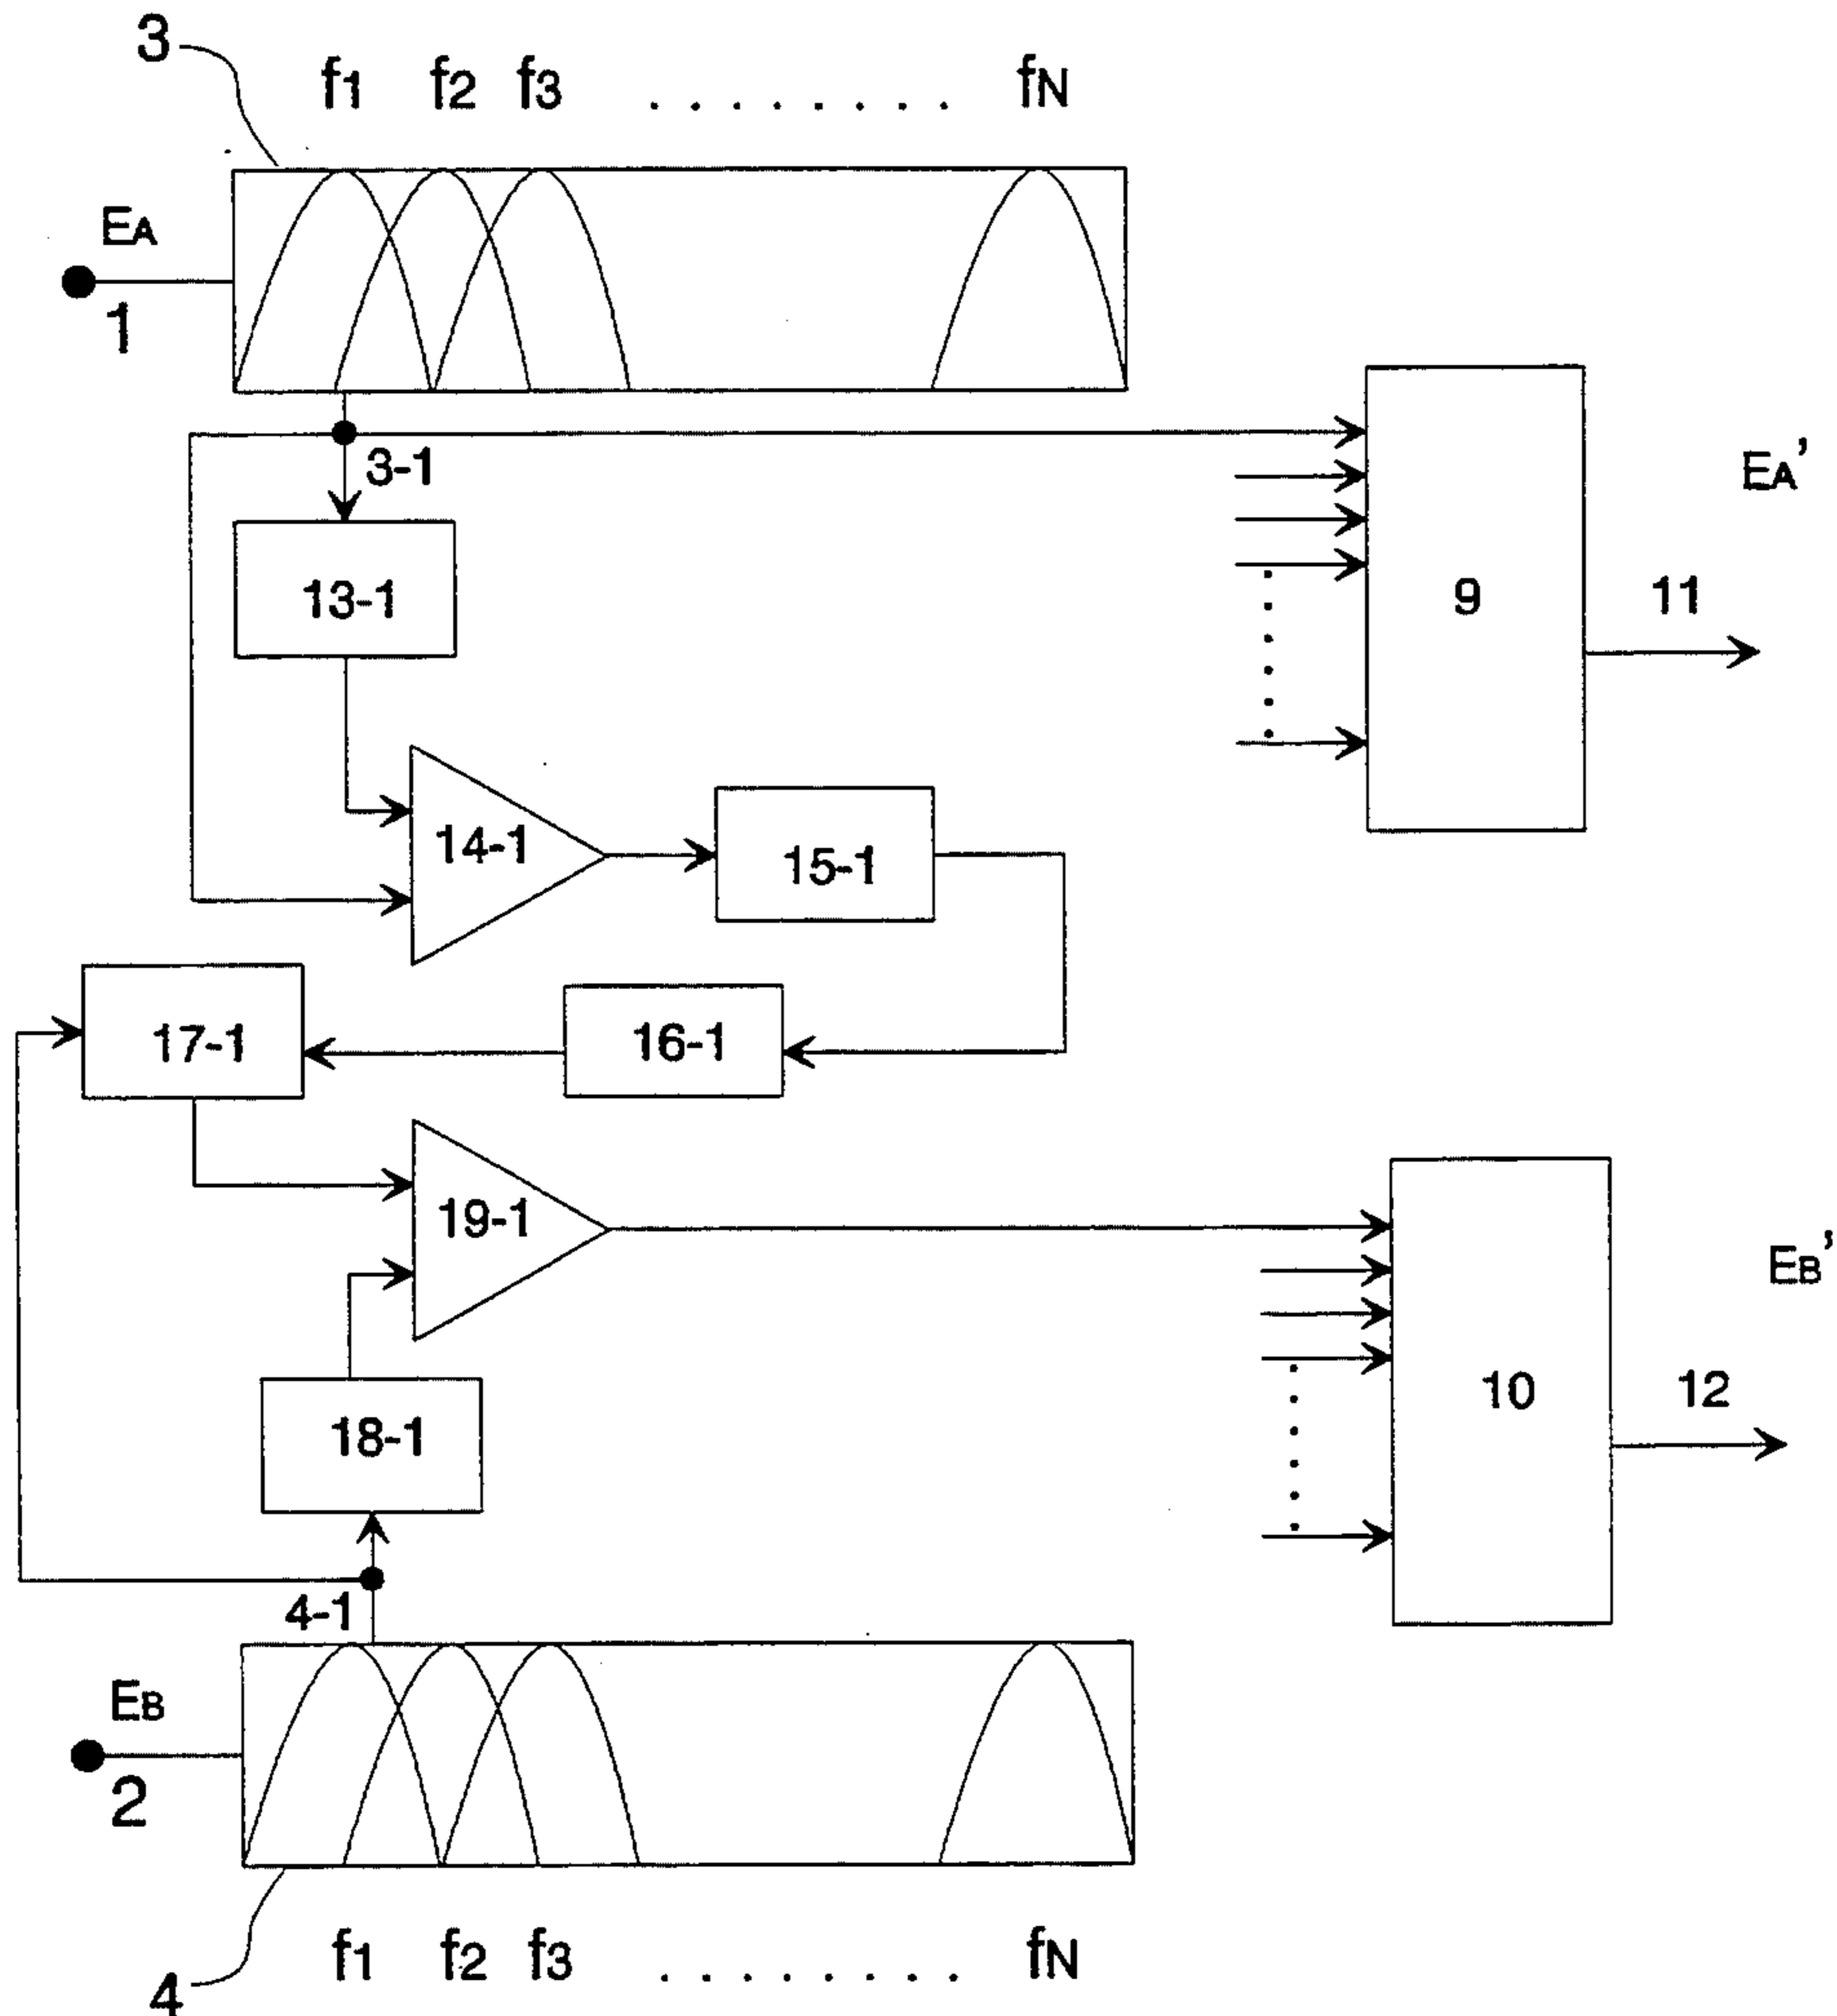 3
f1 f2 f3 ........ fN
EA
1
3-1
EA'
13-1
9
11
14-1
15-1
17-1
16-1
19-1
EB'
18-1
10
12
4-1
EB
2
f1 f2 f3 ........ fN
4